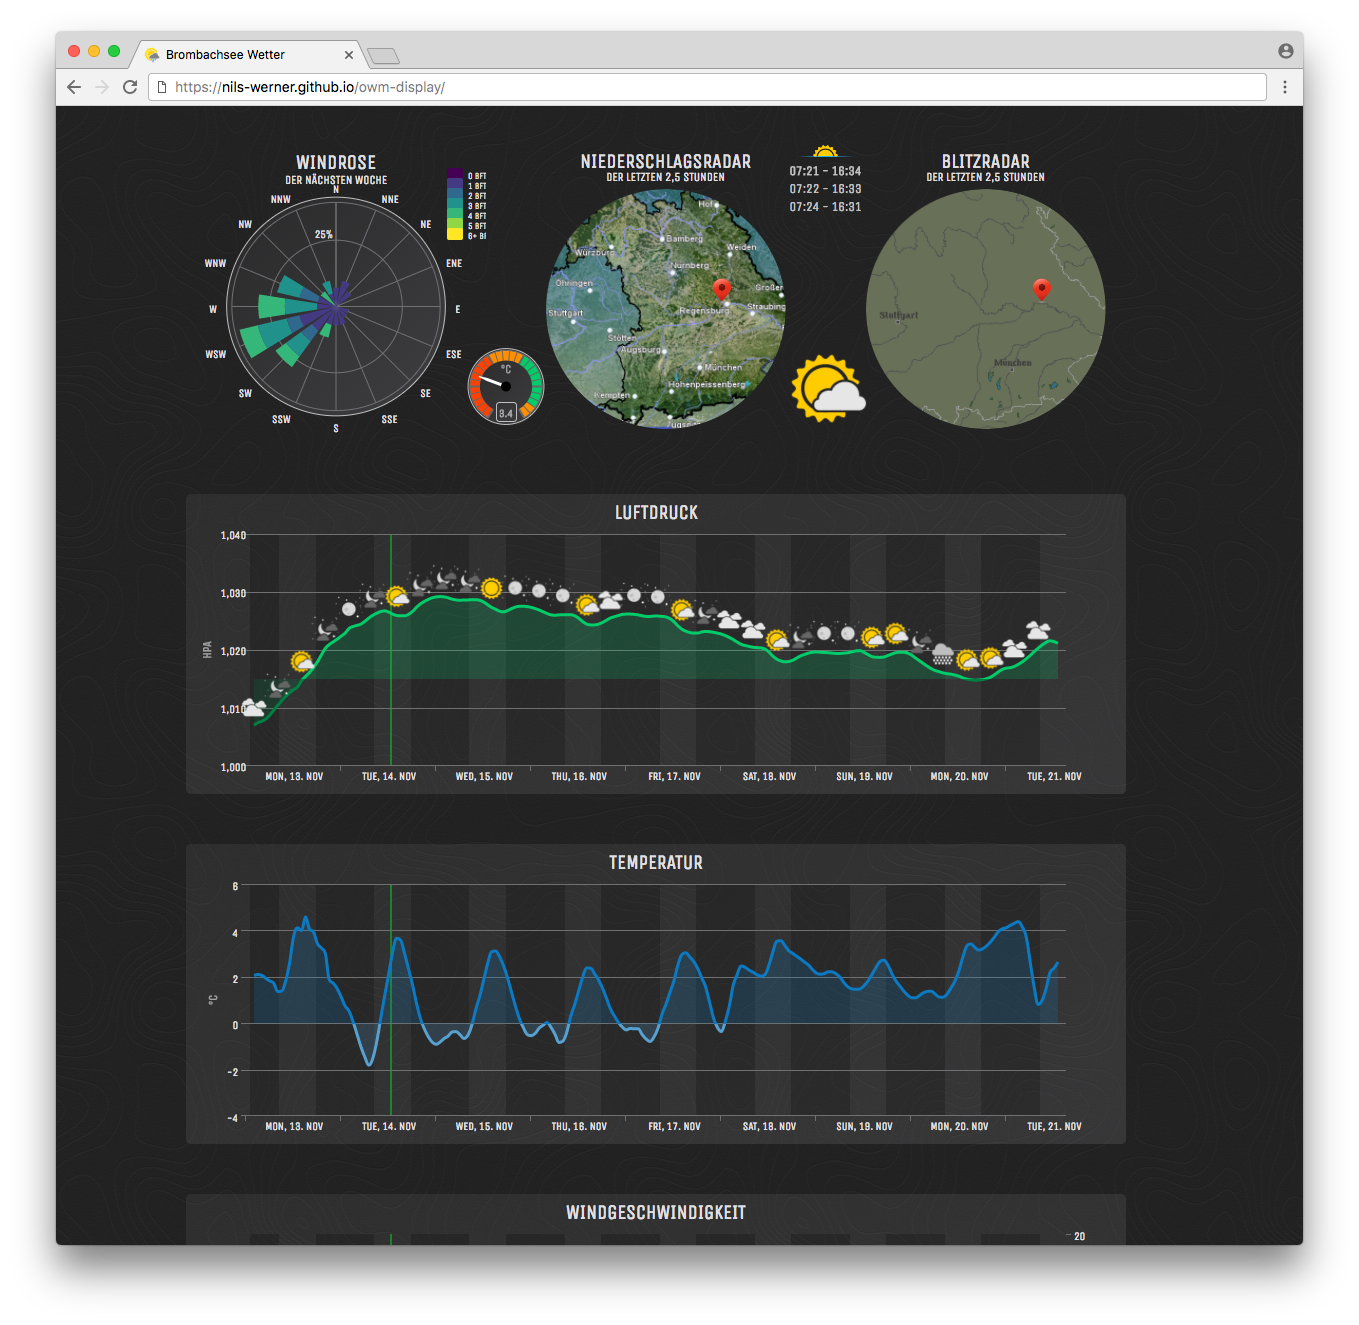 Brombachsee Wetter
https://nils-werner.github.io/owm-display/
WINDROSE
DER NÄCHSTEN WOCHE
N
NNW
NNE
NW
NE
25%
WNW
ENE
W
E
WSW
ESE
SW
SE
SSW
SSE
S
0 BFT
1 BFT
2 BFT
3 BFT
4 BFT
5 BFT
6+ BF
°C
3.4
NIEDERSCHLAGSRADAR
DER LETZTEN 2,5 STUNDEN
Hof
Bamberg
Würzburg
Weiden
Nürnberg
Öhringen
Großer
Regensburg
Straubing
Stuttgart
Stötten
Augsburg
München
Hohenpeissenberg
Kempten
07:21 - 16:34
07:22 - 16:33
07:24 - 16:31
BLITZRADAR
DER LETZTEN 2,5 STUNDEN
Stuttgart
München
LUFTDRUCK
1,040
1,030
HPA
1,020
1,010
1,000
MON, 13. NOV
TUE, 14. NOV
WED, 15. NOV
THU, 16. NOV
FRI, 17. NOV
SAT, 18. NOV
SUN, 19. NOV
MON, 20. NOV
TUE, 21. NOV
TEMPERATUR
6
4
2
°C
0
-2
-4
MON, 13. NOV
TUE, 14. NOV
WED, 15. NOV
THU, 16. NOV
FRI, 17. NOV
SAT, 18. NOV
SUN, 19. NOV
MON, 20. NOV
TUE, 21. NOV
WINDGESCHWINDIGKEIT
20